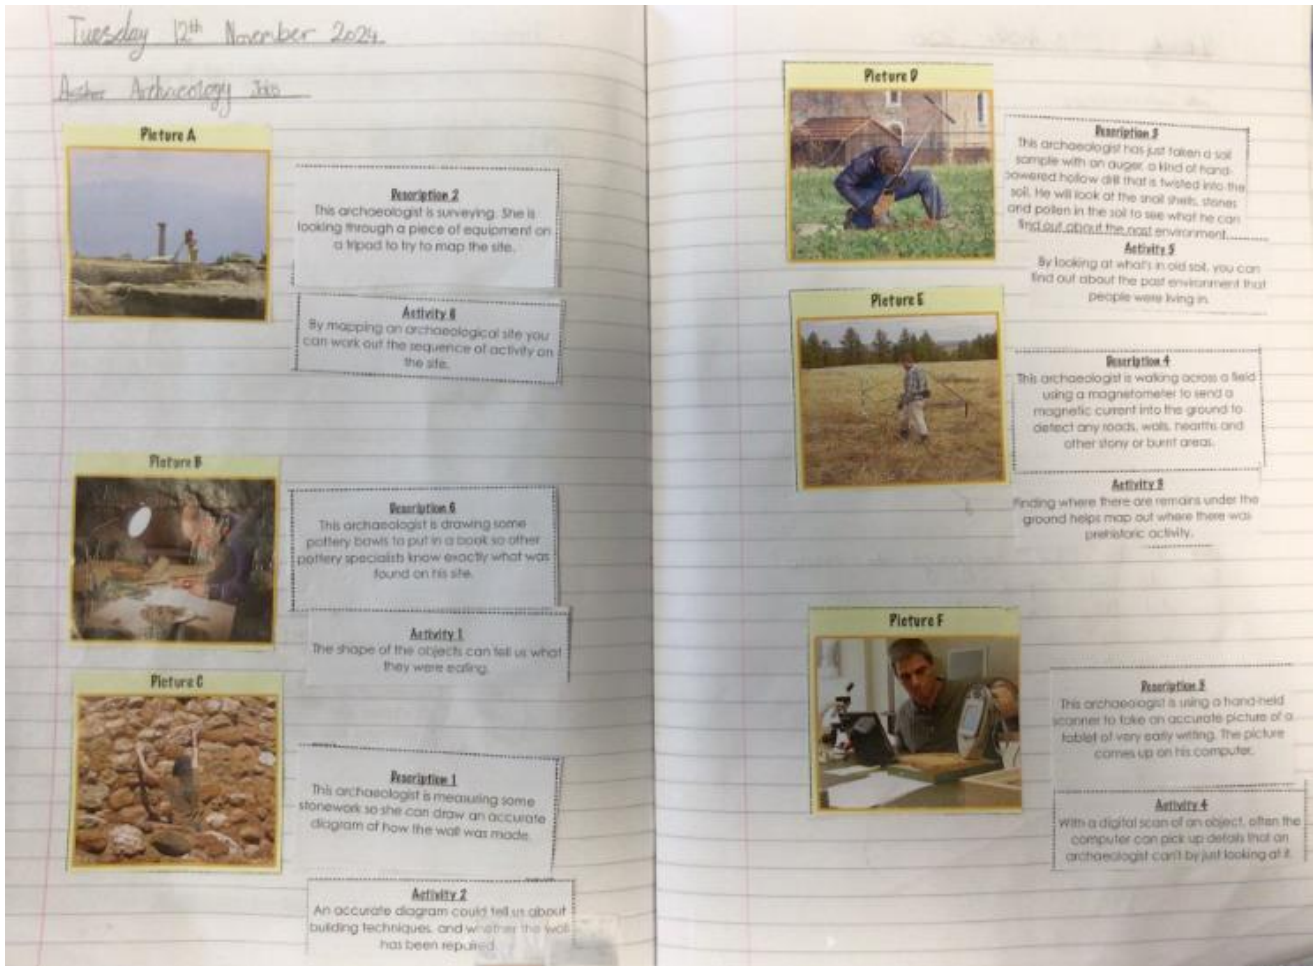 Tuesday 12th November 2024
Archaeology Jobs
Picture A
Description 2
This archaeologist is surveying. She is
looking through a piece of equipment on
a tripod to try to map the site.
Activity 6
By mapping an archaeological site you
can work out the sequence of activity on
the site.
Picture B
Description 6
This archaeologist is drawing some
pottery bowls to put in a book so other
pottery specialists know exactly what was
found on his site.
Activity 1
The shape of the objects can tell us what
they were eating.
Picture C
Description 1
This archaeologist is measuring some
stonework so she can draw an accurate
diagram of how the wall was made.
Activity 2
An accurate diagram could tell us about
building techniques, and whether the wall
has been repaired.
Picture D
Description
This archaeologist has just taken a soil
sample with an auger, a kind of hand-
powered hollow drill that is twisted into the
soil. He will look at the snail shells, stones
and pollen in the soil to see what he can
find out about the past environment.
Activity 5
By looking at what's in old soil, you can
find out about the past environment that
people were living in.
Picture E
Description 4
This archaeologist is walking across a field
using a magnetometer to send a
magnetic current into the ground to
detect any roads, walls, hearths and
other stony or burnt areas.
Activity 3
Finding where there are remains under the
ground helps map out where there was
prehistoric activity.
Picture F
Description
This archaeologist is using a hand-held
scanner to take an accurate picture of a
tablet of very early writing. The picture
comes up on his computer.
Activity 4
With a digital scan of an object, often the
computer can pick up details that an
archaeologist can't by just looking at it.